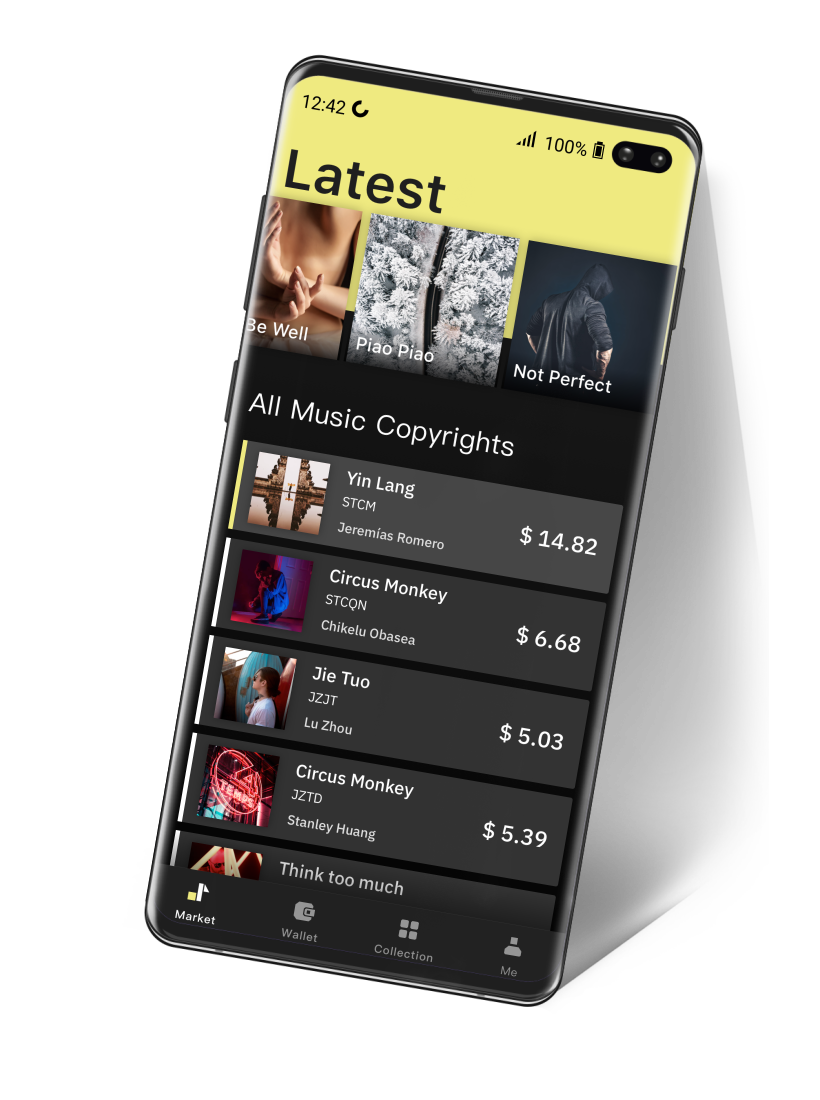 12:42
100%
Latest
Be Well
Piao Piao
Not Perfect
All Music Copyrights
Yin Lang
STCM
Jeremías Romero
$ 14.82
Circus Monkey
STCQN
Chikelu Obasea
$ 6.68
Jie Tuo
JZJT
Lu Zhou
$ 5.03
Circus Monkey
JZTD
Stanley Huang
$ 5.39
Think too much
Market
Wallet
Collection
Me